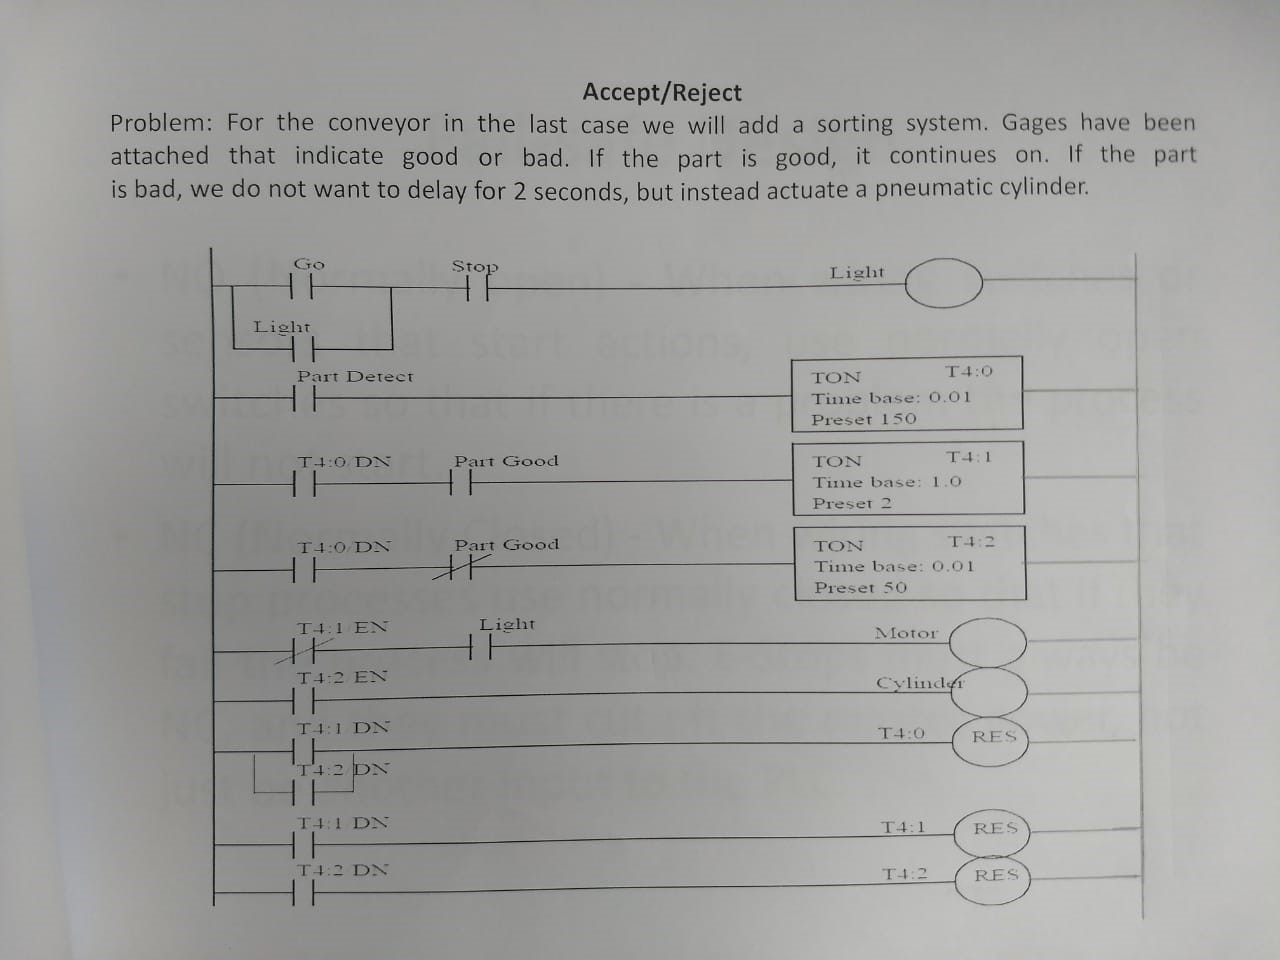 Accept/Reject
Problem: For the conveyor in the last case we will add a sorting system. Gages have been
attached that indicate good or bad. If the part is good, it continues on. If the part
is bad, we do not want to delay for 2 seconds, but instead actuate a pneumatic cylinder.
Go
Stop
Light
Light
Part Detect
TON T4:0
Time base: 0.01
Preset 150
T4:0/DN
Part Good
TON T4:1
Time base: 1.0
Preset 2
T4:0/DN
Part Good
TON T4:2
Time base: 0.01
Preset 50
T4:1 EN
Light
Motor
T4:2 EN
Cylinder
T4:1 DN
T4:0
RES
T4:2 DN
T4:1 DN
T4:1
RES
T4:2 DN
T4:2
RES